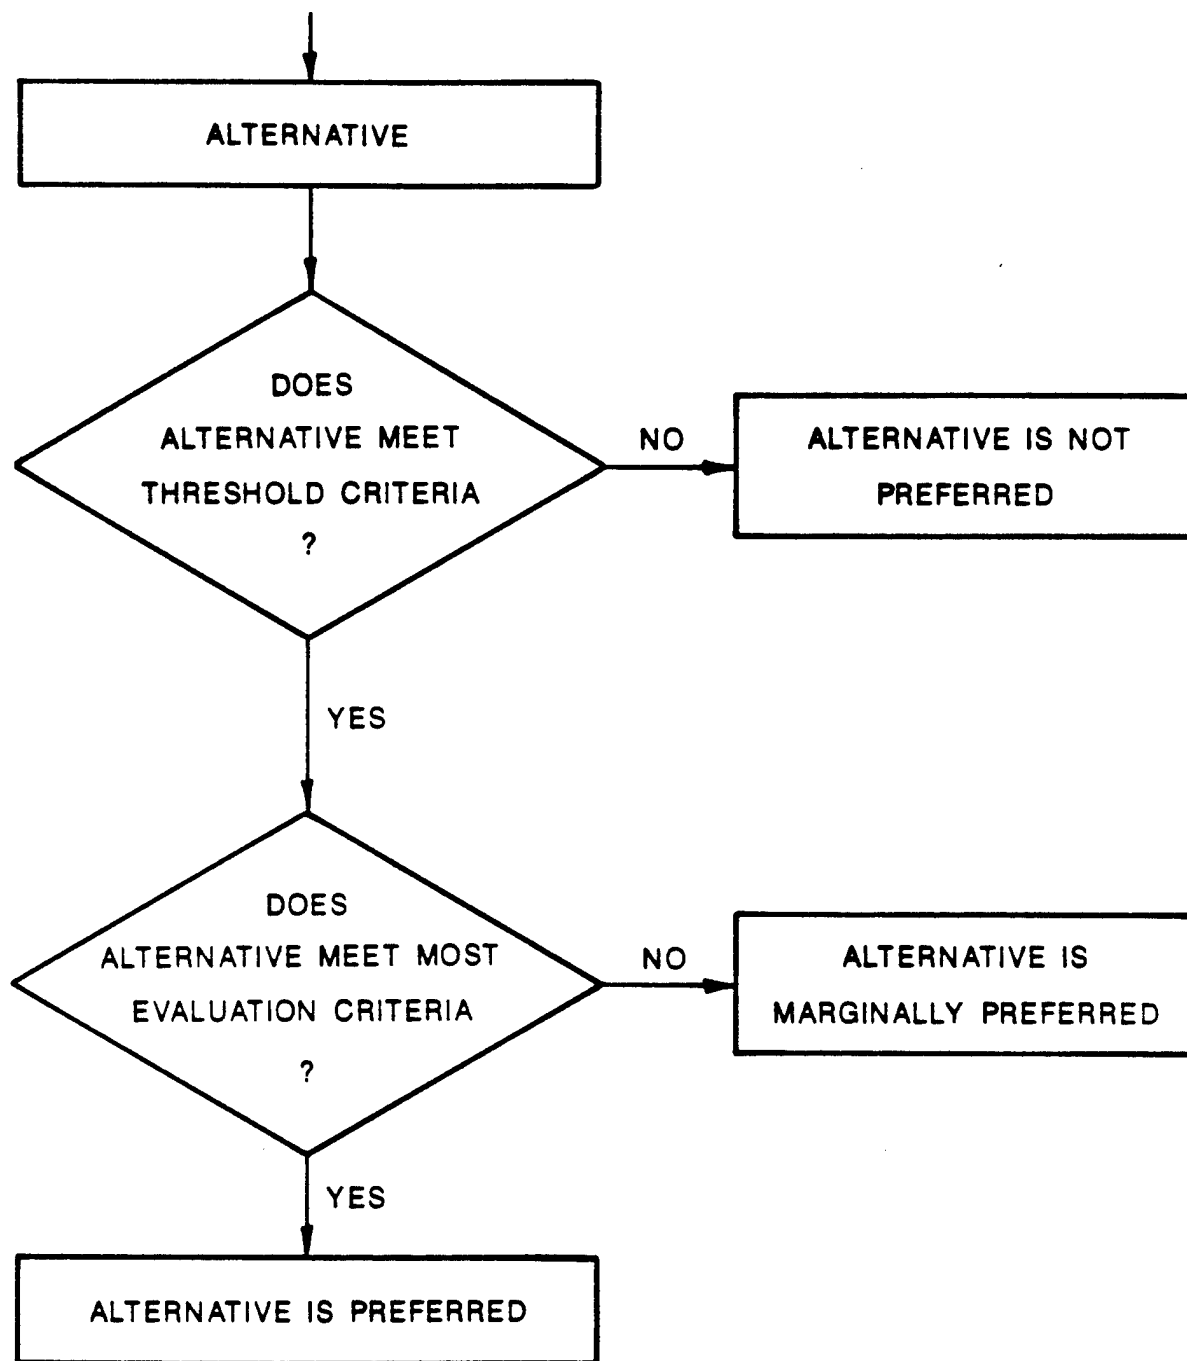 ALTERNATIVE
DOES
ALTERNATIVE MEET
THRESHOLD CRITERIA
?
NO
ALTERNATIVE IS NOT
PREFERRED
YES
DOES
ALTERNATIVE MEET MOST
EVALUATION CRITERIA
?
NO
ALTERNATIVE IS
MARGINALLY PREFERRED
YES
ALTERNATIVE IS PREFERRED